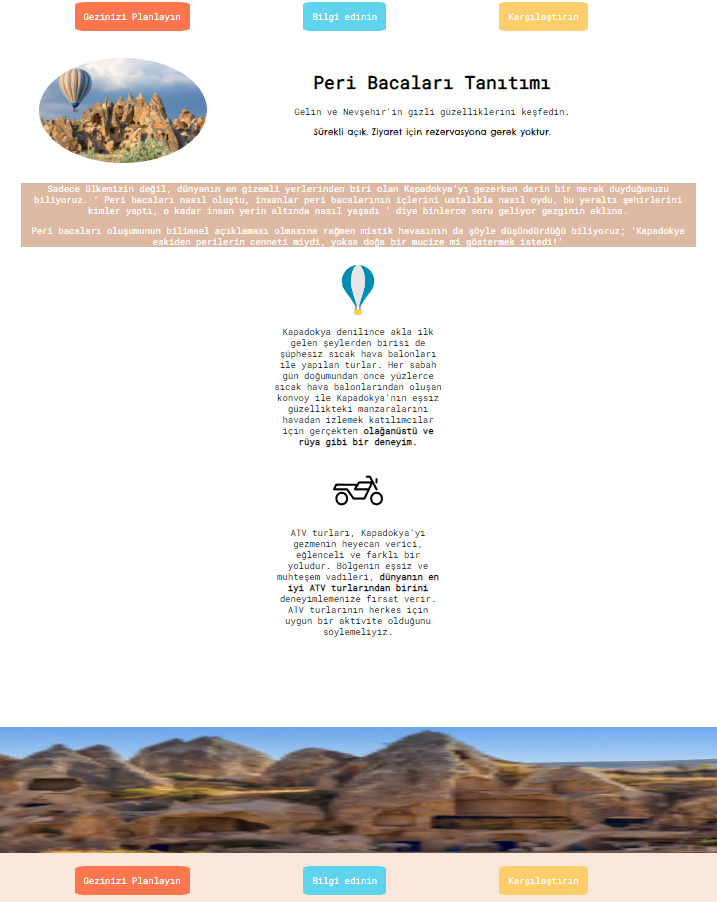 Gezinizi Planlayın
Bilgi edinin
Karşılaştırın
Peri Bacaları Tanıtımı
Gelin ve Nevşehir'in gizli güzelliklerini keşfedin.
Sürekli açık. Ziyaret için rezervasyona gerek yoktur.
Sadece ülkemizin değil, dünyanın en gizemli yerlerinden biri olan Kapadokya'yı gezerken derin bir merak duyduğunuzu
biliyoruz. ' Peri bacaları nasıl oluştu, insanlar peri bacalarının içlerini ustalıkla nasıl oydu, bu yeraltı şehirlerini
kimler yaptı, o kadar insan yerin altında nasıl yaşadı ' diye binlerce soru geliyor gezginin aklına.
Peri bacaları oluşumunun bilimsel açıklaması olmasına rağmen mistik havasının da şöyle düşündürdüğü biliyoruz; 'Kapadokya
eskiden perilerin cenneti miydi, yoksa doğa bir mucize mi göstermek istedi!'
Kapadokya denilince akla ilk
gelen şeylerden birisi de
şüphesiz sıcak hava balonları
ile yapılan turlar. Her sabah
gün doğumundan önce yüzlerce
sıcak hava balonlarından oluşan
konvoy ile Kapadokya'nın eşsiz
güzellikteki manzaralarını
havadan izlemek katılımcılar
için gerçekten olağanüstü ve
rüya gibi bir deneyim.
ATV turları, Kapadokya'yı
gezmenin heyecan verici,
eğlenceli ve farklı bir
yoludur. Bölgenin eşsiz ve
muhteşem vadileri, dünyanın en
iyi ATV turlarından birini
deneyimlemenize fırsat verir.
ATV turlarının herkes için
uygun bir aktivite olduğunu
söylemeliyiz.
Gezinizi Planlayın
Bilgi edinin
Karşılaştırın